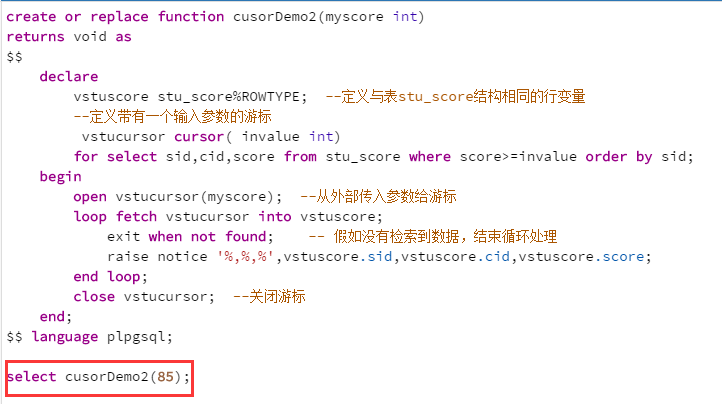 create or replace function cusorDemo2(myscore int)
returns void as
$$
    declare
        vstuscore stu_score%ROWTYPE;  --定义与表stu_score结构相同的行变量
        --定义带有一个输入参数的游标
         vstucursor cursor( invalue int)
        for select sid,cid,score from stu_score where score>=invalue order by sid;
    begin
        open vstucursor(myscore);  --从外部传入参数给游标
        loop fetch vstucursor into vstuscore;
            exit when not found;    -- 假如没有检索到数据，结束循环处理
            raise notice '%,%,%',vstuscore.sid,vstuscore.cid,vstuscore.score;
        end loop;
        close vstucursor;  --关闭游标
    end;
$$ language plpgsql;
select cusorDemo2(85);